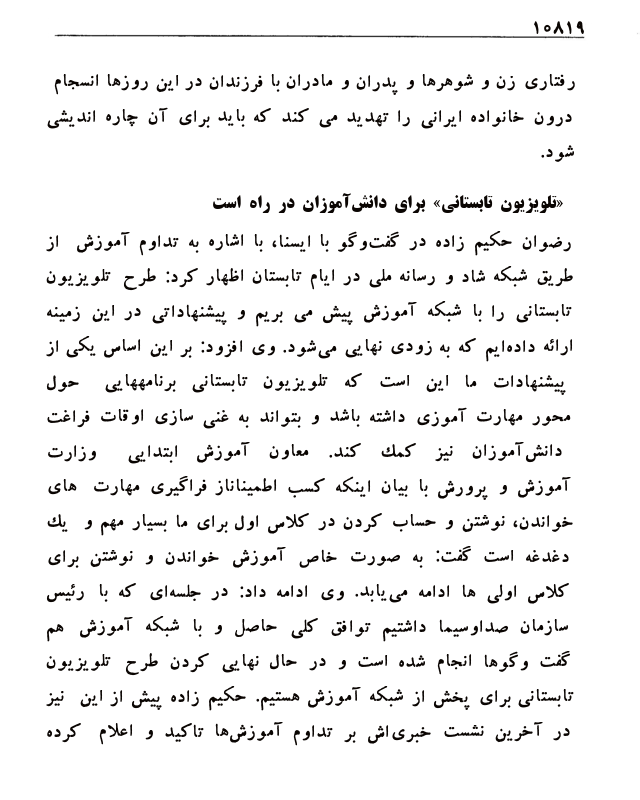 ۱۰۸۱۹
رفتاری زن و شوهرها و پدران و مادران با فرزندان در این روزها انسجام
درون خانواده ایرانی را تهدید می کند که باید برای آن چاره اندیشی
شود.
«تلویزیون تابستانی» برای دانش‌آموزان در راه است
رضوان حکیم زاده در گفت‌وگو با ایسنا، با اشاره به تداوم آموزش از
طریق شبکه شاد و رسانه ملی در ایام تابستان اظهار کرد: طرح تلویزیون
تابستانی را با شبکه آموزش پیش می بریم و پیشنهاداتی در این زمینه
ارائه داده‌ایم که به زودی نهایی می‌شود. وی افزود: بر این اساس یکی از
پیشنهادات ما این است که تلویزیون تابستانی برنامههایی حول
محور مهارت آموزی داشته باشد و بتواند به غنی سازی اوقات فراغت
دانش‌آموزان نیز کمك کند. معاون آموزش ابتدایی وزارت
آموزش و پرورش با بیان اینکه کسب اطمیناناز فراگیری مهارت های
خواندن، نوشتن و حساب کردن در کلاس اول برای ما بسیار مهم و یك
دغدغه است گفت: به صورت خاص آموزش خواندن و نوشتن برای
کلاس اولی ها ادامه می‌یابد. وی ادامه داد: در جلسه‌ای که با رئیس
سازمان صداوسیما داشتیم توافق کلی حاصل و با شبکه آموزش هم
گفت وگوها انجام شده است و در حال نهایی کردن طرح تلویزیون
تابستانی برای پخش از شبکه آموزش هستیم. حکیم زاده پیش از این نیز
در آخرین نشست خبری‌اش بر تداوم آموزش‌ها تاکید و اعلام کرده